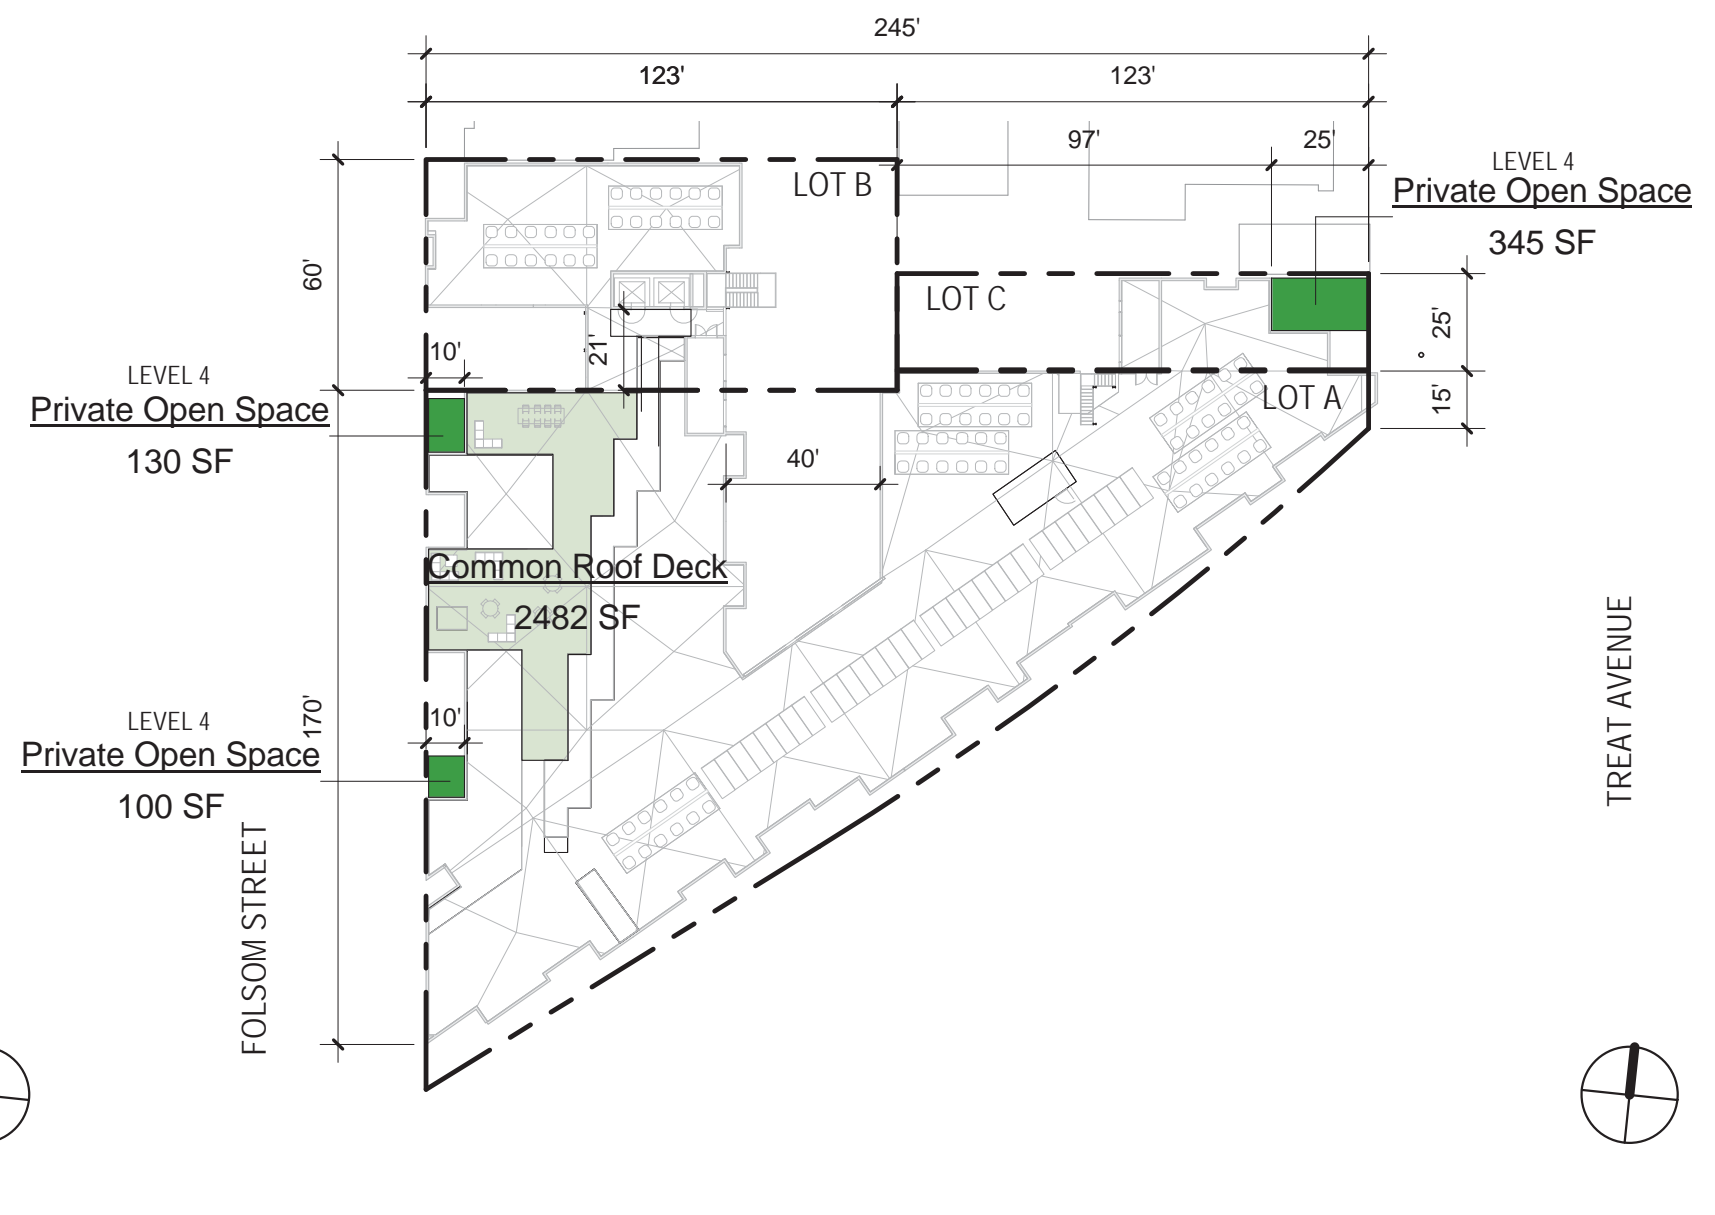 245'
123'
123'
97'
25'
LEVEL 4
Private Open Space
345 SF
LOT B
LOT C
LOT A
60'
21'
25'
15'
10'
LEVEL 4
Private Open Space
130 SF
40'
Common Roof Deck
2482 SF
170'
10'
LEVEL 4
Private Open Space
100 SF
FOLSOM STREET
TREAT AVENUE